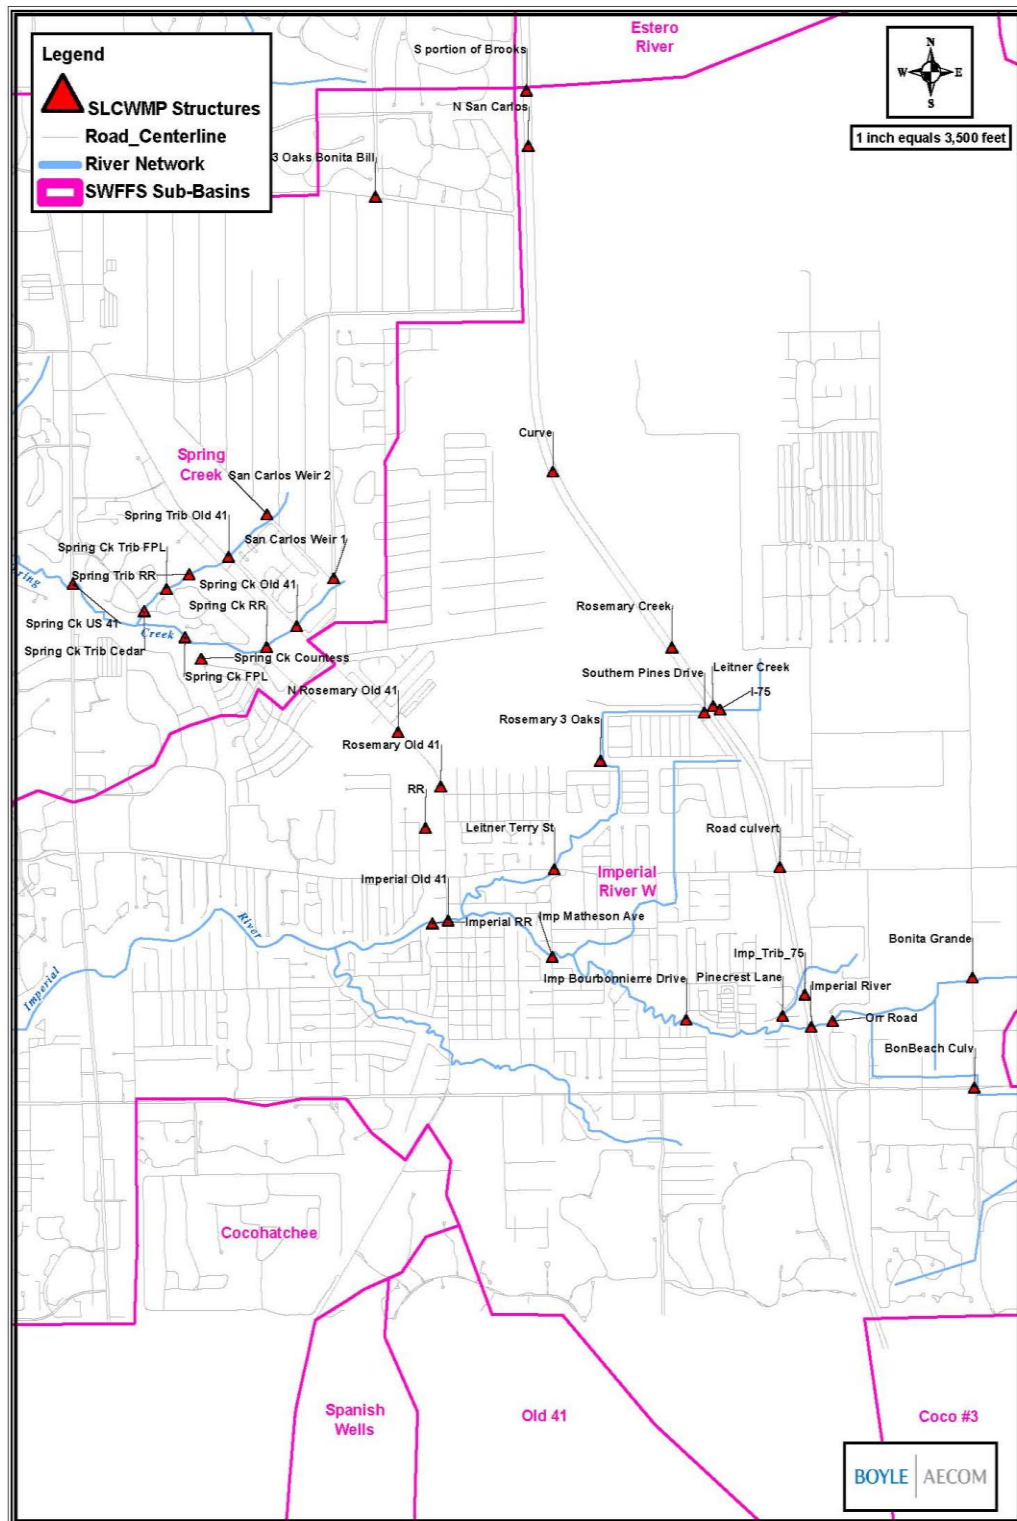 Legend
SLCWMP Structures
Road_Centerline
River Network
SWFFS Sub-Basins
Estero
River
S portion of Brooks
N San Carlos
3 Oaks Bonita Bill
N
W
E
S
1 inch equals 3,500 feet
Curve
Spring
Creek
San Carlos Weir 2
Spring Trib Old 41
San Carlos Weir 1
Spring Ck Trib FPL
Spring Trib RR
Spring Ck Old 41
Spring Ck RR
Spring Ck US 41
Creek
Spring Ck Trib Cedar
Spring Ck Countess
Spring Ck FPL
Rosemary Creek
Southern Pines Drive
Leitner Creek
I-75
N Rosemary Old 41
Rosemary 3 Oaks
Rosemary Old 41
RR
Leitner Terry St
Road culvert
Imperial
River W
Imperial Old 41
Imperial RR
Imp Matheson Ave
River
Imperial
Imp Bourbonnierre Drive
Imp_Trib_75
Pinecrest Lane
Imperial River
Bonita Grande
Orr Road
BonBeach Culv
Cocohatchee
Spanish
Wells
Old 41
Coco #3
BOYLE AECOM